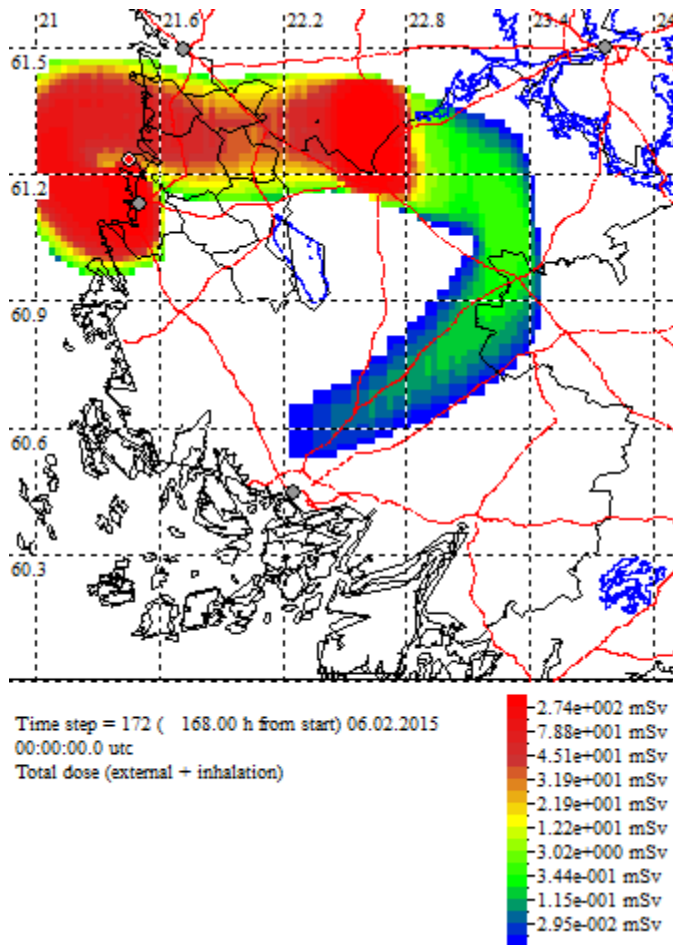 21 21.6 22.2 22.8 23.4 24
61.5
61.2
60.9
60.6
60.3
Time step = 172 ( 168.00 h from start) 06.02.2015
00:00:00.0 utc
Total dose (external + inhalation)
2.74e+002 mSv
7.88e+001 mSv
4.51e+001 mSv
3.19e+001 mSv
2.19e+001 mSv
1.22e+001 mSv
3.02e+000 mSv
3.44e-001 mSv
1.15e-001 mSv
2.95e-002 mSv